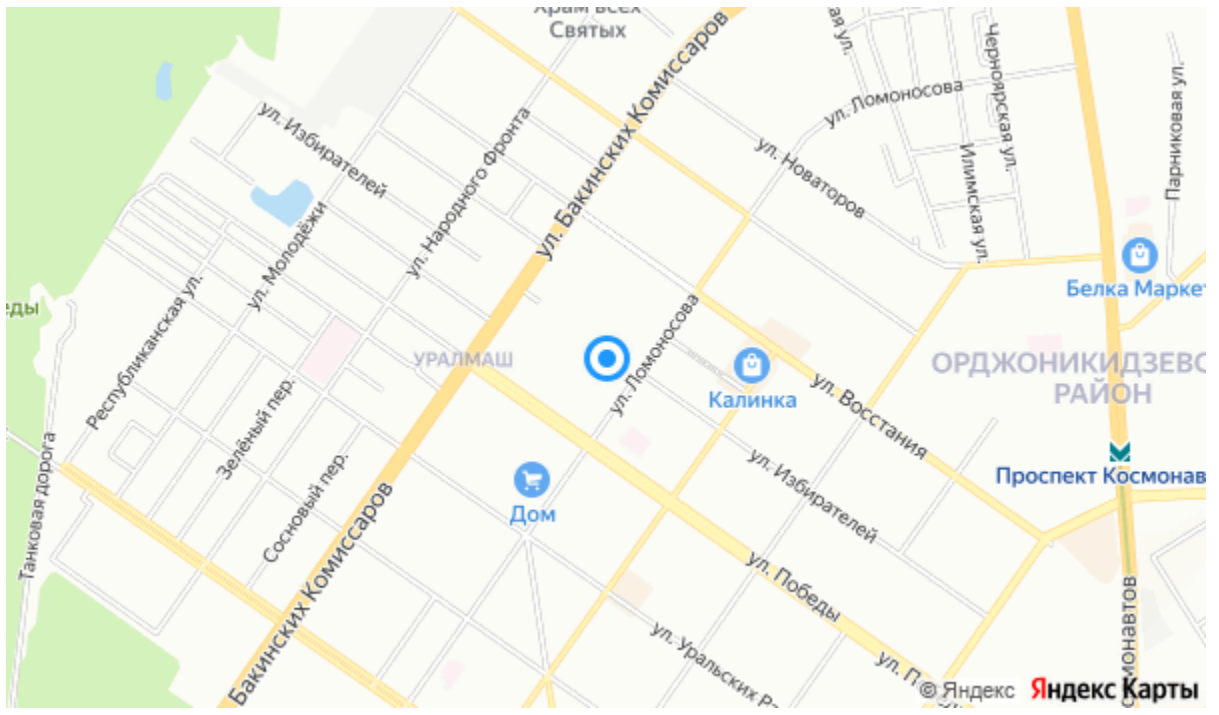 Храм всех
Святых
ул.
ул. Ломоносова
Черноярская ул.
Парниковая ул.
ул. Бакинских Комиссаров
ул. Избирателей
ул. Народного Фронта
ул. Новаторов
Илимская ул.
ул. Молодёжи
Белка Маркет
еды
Республиканская ул.
ул. Ломоносова
УРАЛМАШ
ОРДЖОНИКИДЗЕВС
РАЙОН
Калинка
ул. Восстания
Зелёный пер.
Танковая дорога
Сосновый пер.
Проспект Космонав
ул. Избирателей
Дом
Бакинских Комиссаров
ул. Победы
ул. Уральских Ра
ул. П
смонавтов
© Яндекс Яндекс Карты